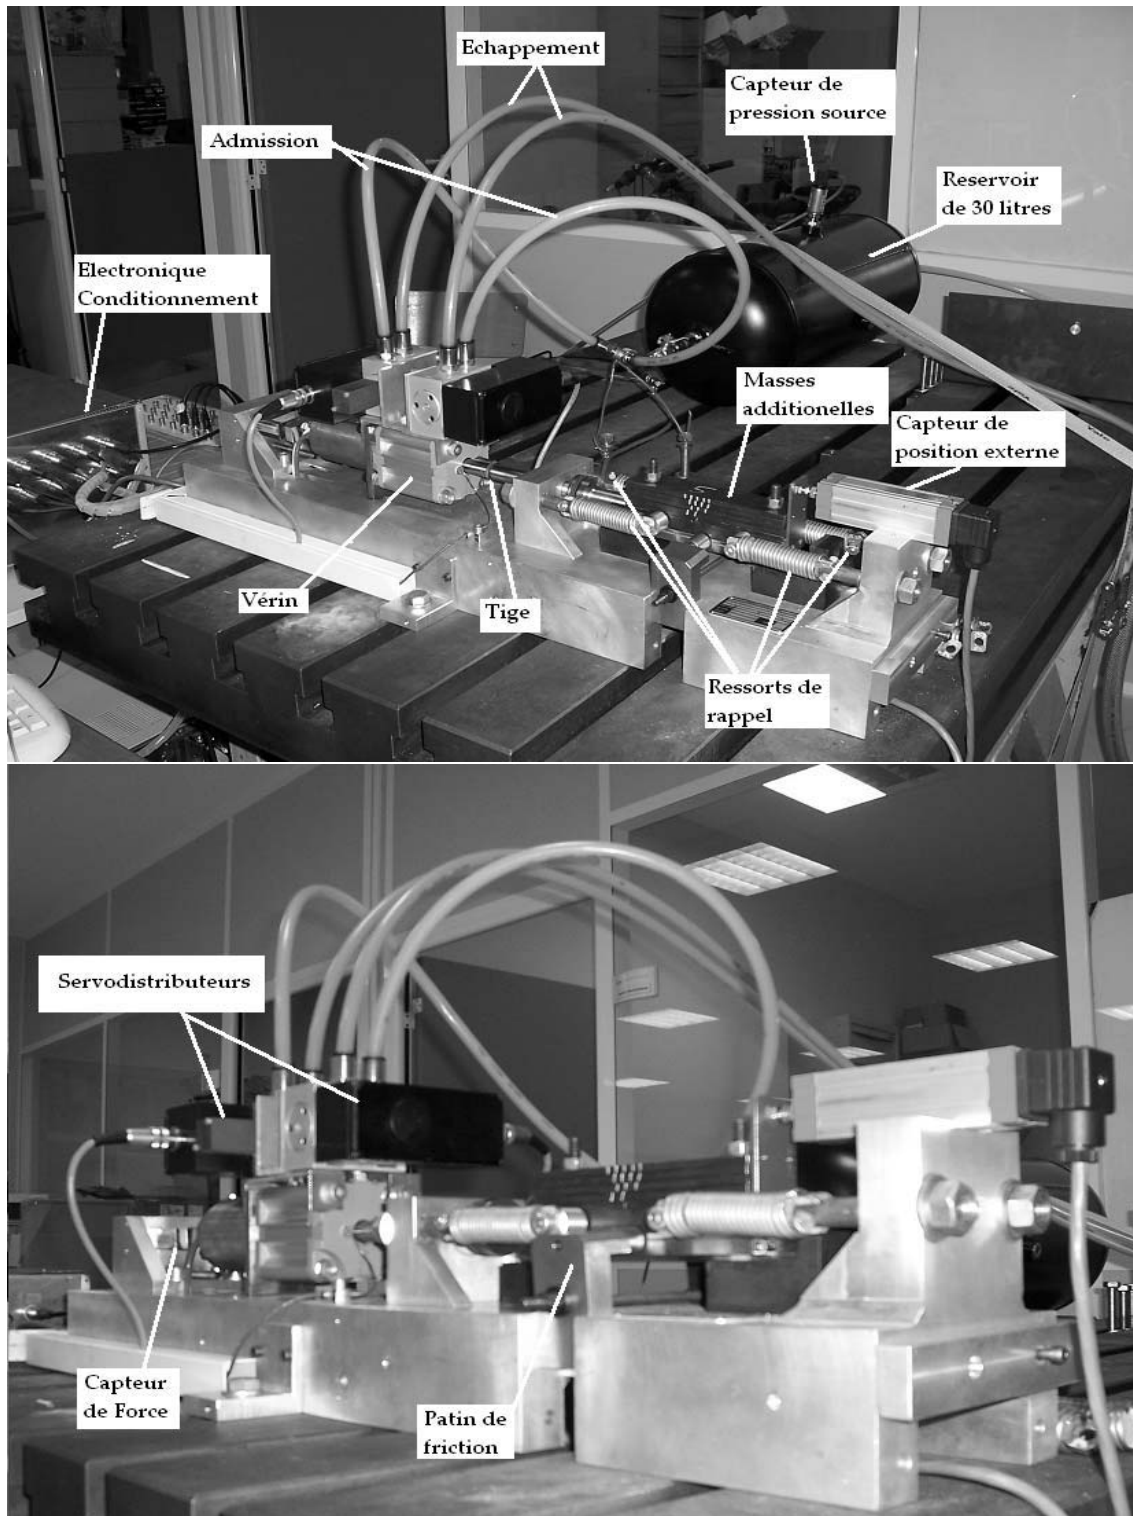 Echappement
Capteur de
pression source
Admission
Reservoir
de 30 litres
Electronique
Conditionnement
Masses
additionelles
Capteur de
position externe
Vérin
Tige
Ressorts de
rappel
Servodistributeurs
Capteur
de Force
Patin de
friction